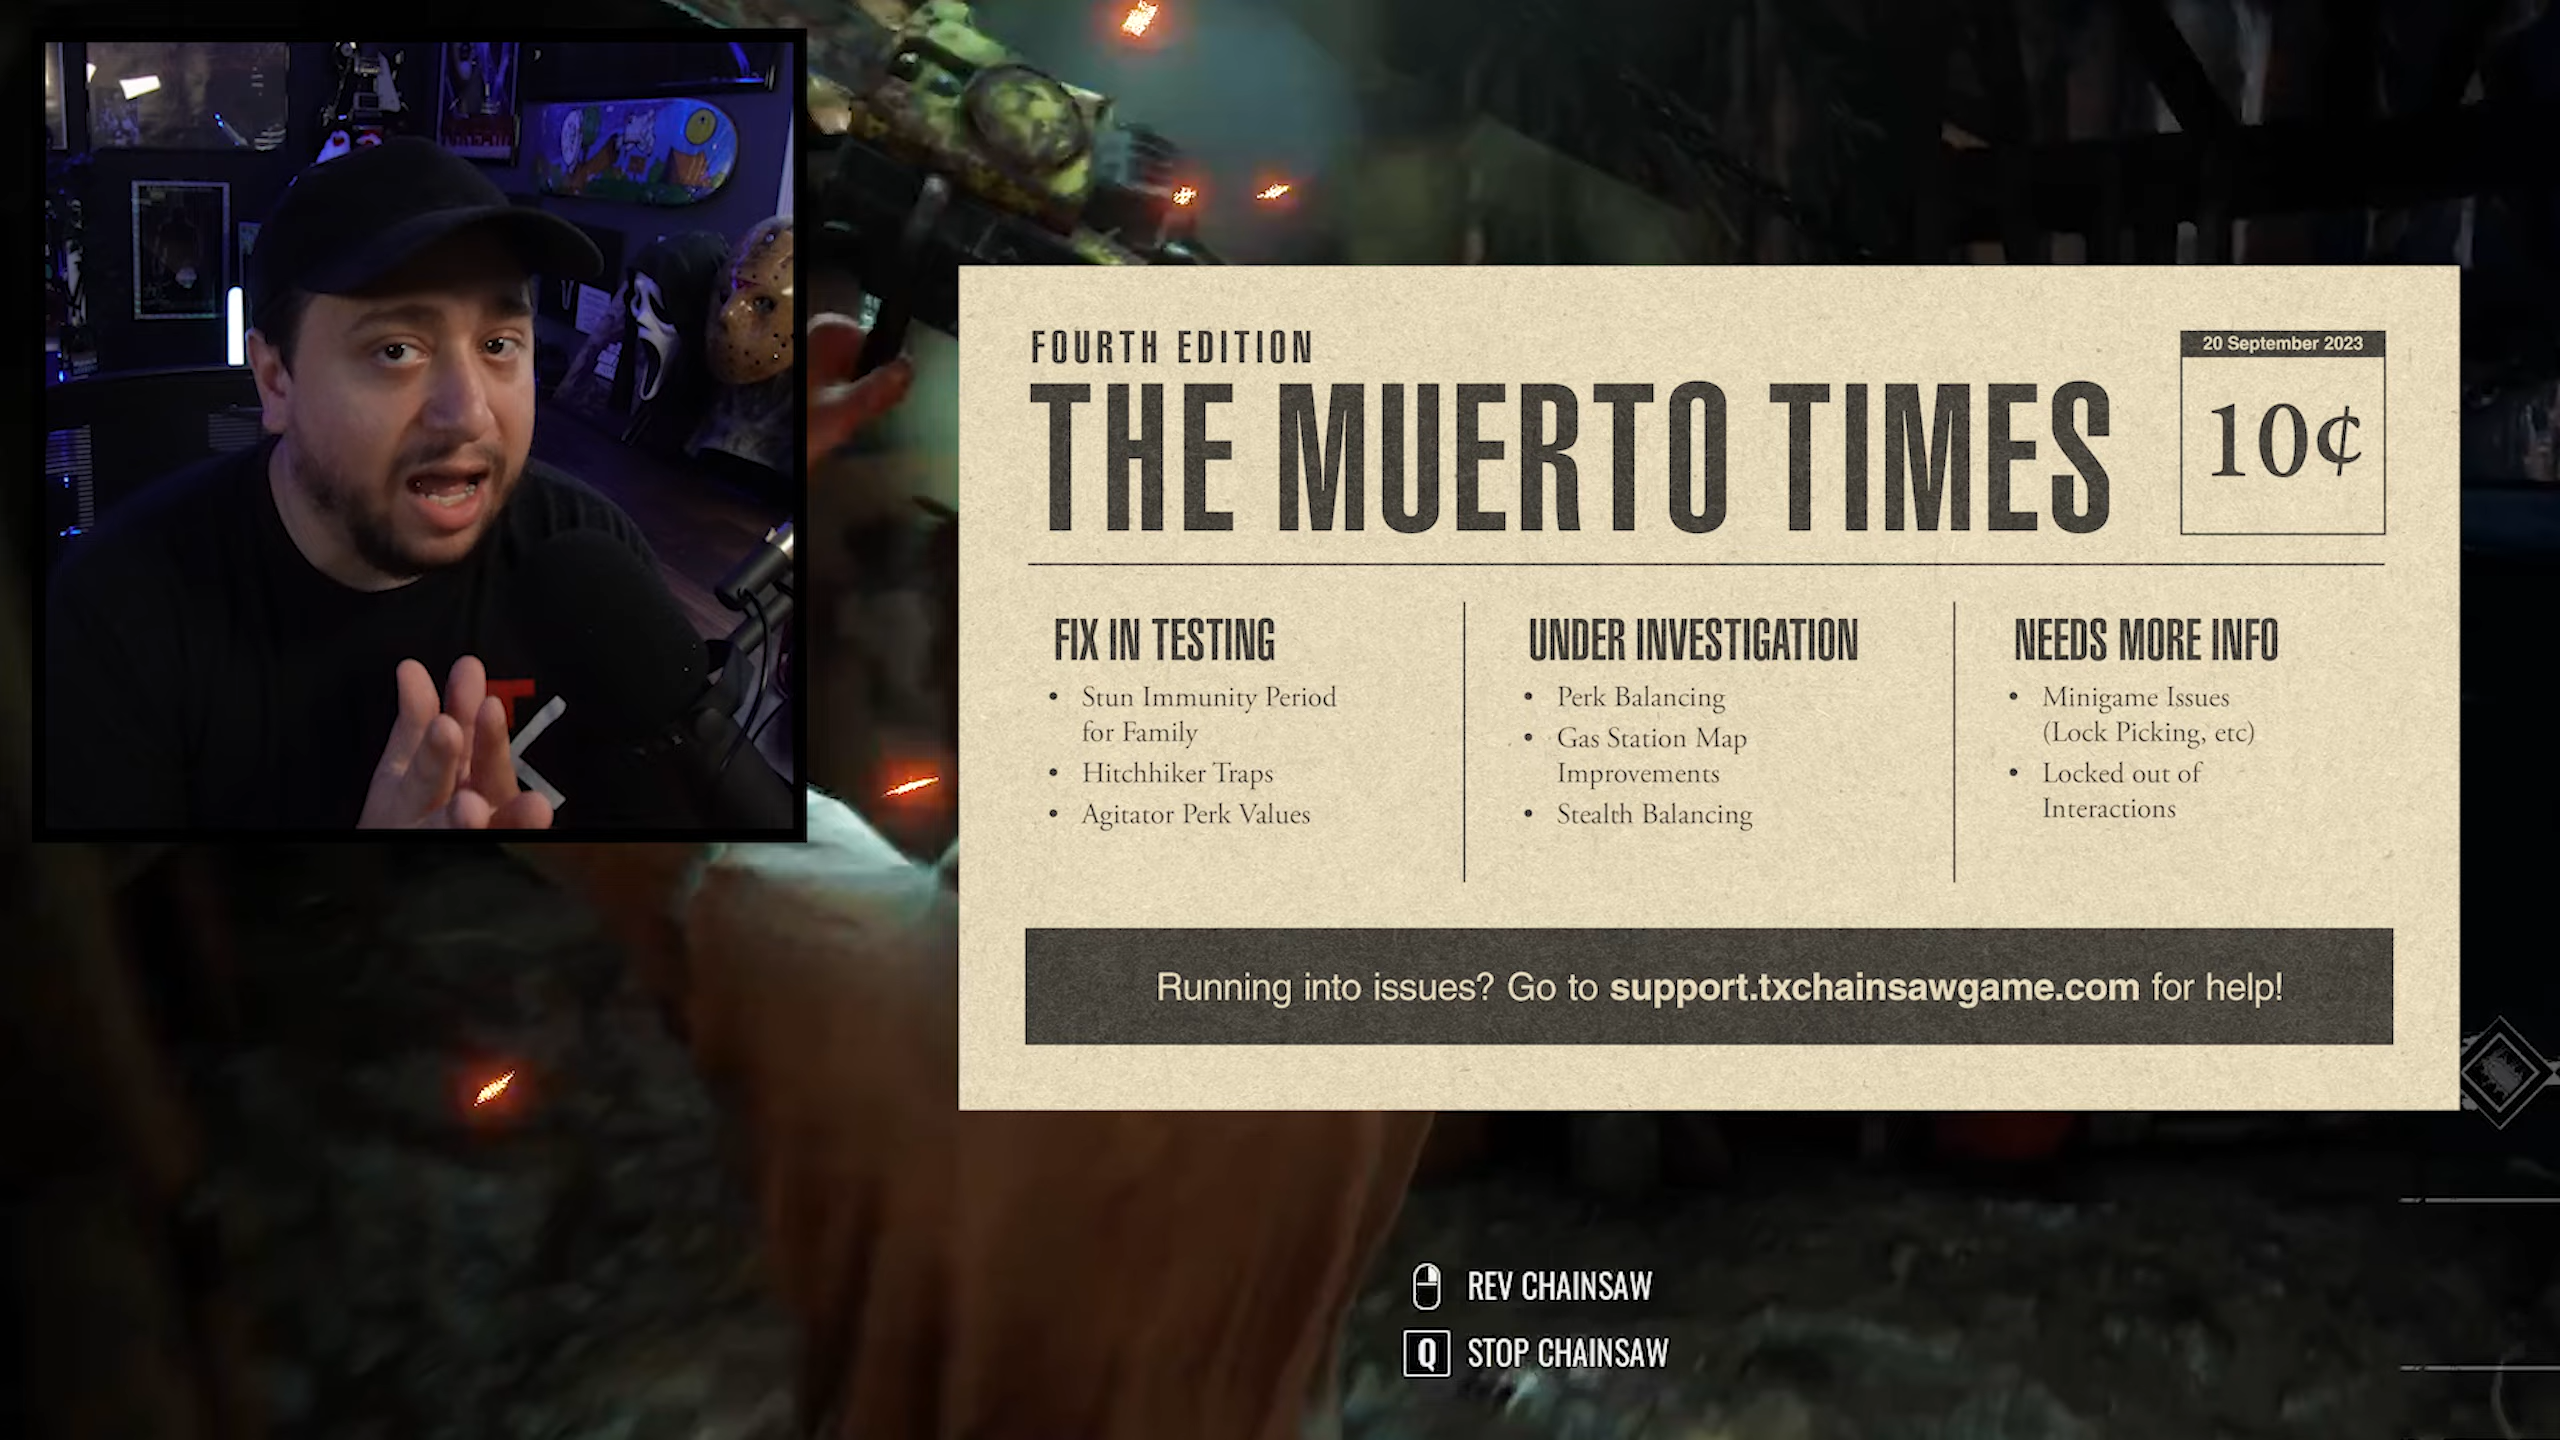 FOURTH EDITION
THE MUERTO TIMES
20 September 2023
10¢
FIX IN TESTING
• Stun Immunity Period
for Family
• Hitchhiker Traps
• Agitator Perk Values
UNDER INVESTIGATION
• Perk Balancing
• Gas Station Map
Improvements
• Stealth Balancing
NEEDS MORE INFO
• Minigame Issues
(Lock Picking, etc)
• Locked out of
Interactions
Running into issues? Go to support.txchainsawgame.com for help!
REV CHAINSAW
Q STOP CHAINSAW